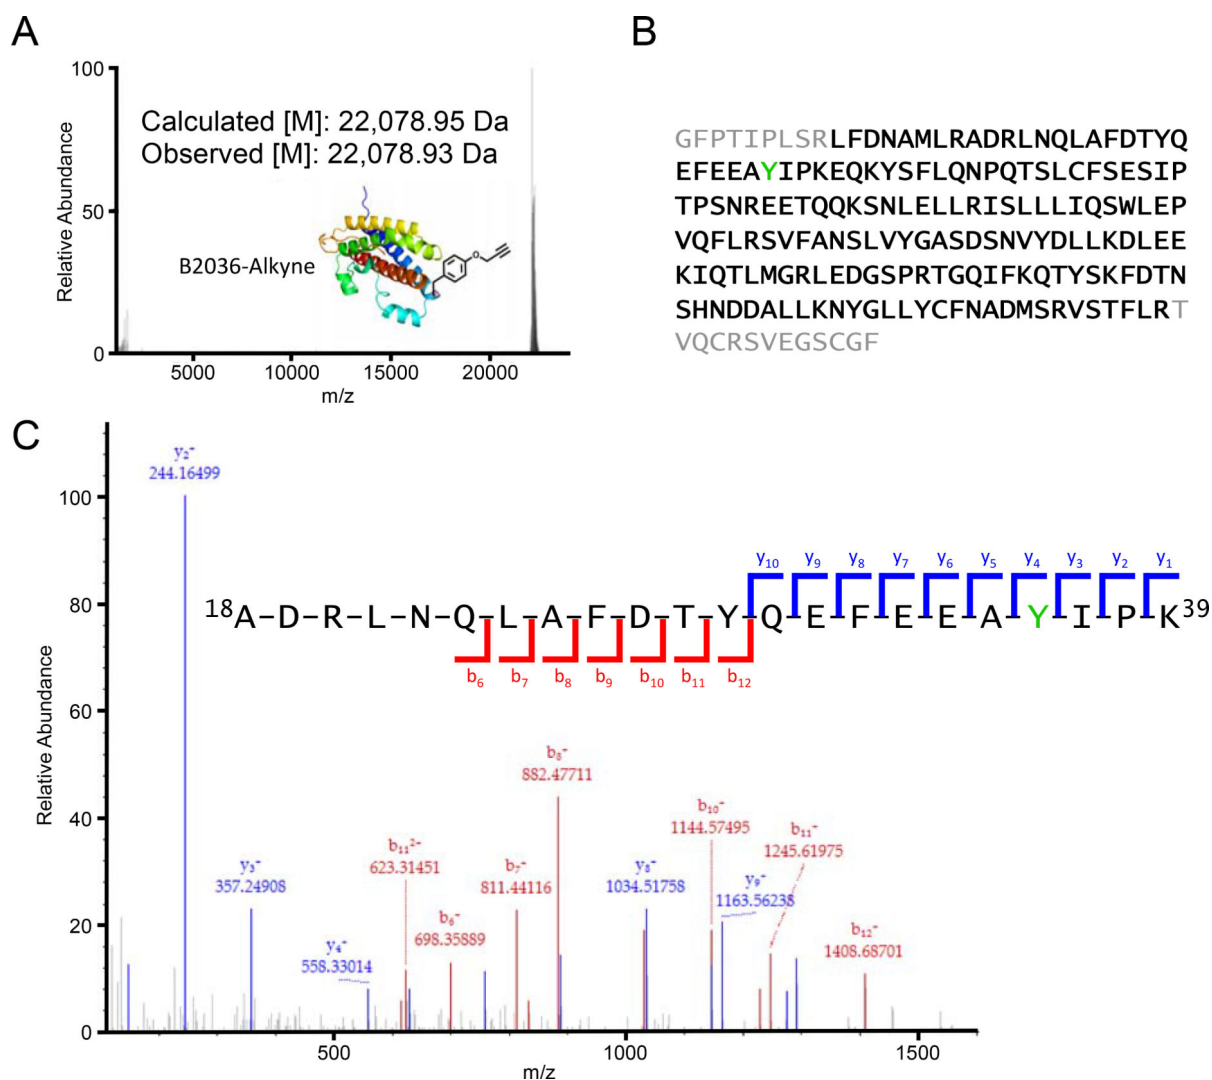 A
B
100
50
0
Relative Abundance
Calculated [M]: 22,078.95 Da
Observed [M]: 22,078.93 Da
B2036-Alkyne
O
5000 10000 15000 20000
m/z
GFPTIPLSRLFDNAMLRADRLNQLAFDTYQ
EFEEAYIPKEQKYSFLQNPQTSLCFSESIP
TPSNREETQQKSNLELLRISLLLIQSWLEP
VQFLRSVFANSLVYGASDSNVYDLLKDLEE
KIQTLMGRLEDGSPRTGQIFKQTYSKFDTN
SHNDDALLKNYGLLYCFNADMSRVSTFLRT
VQCRSVEGSCGF
C
y₂⁺
244.16499
100
80
60
40
20
0
Relative Abundance
y₁₀ y₉ y₈ y₇ y₆ y₅ y₄ y₃ y₂ y₁
¹⁸A-D-R-L-N-Q-L-A-F-D-T-Y-Q-E-F-E-E-A-Y-I-P-K³⁹
b₆ b₇ b₈ b₉ b₁₀ b₁₁ b₁₂
b₈⁺
882.47711
b₁₀⁺
1144.57495
b₁₁⁺
1245.61975
b₁₁²⁺
623.31451
y₃⁺
357.24908
b₇⁺
811.44116
y₈⁺
1034.51758
y₉⁺
1163.56238
b₆⁺
698.35889
y₄⁺
558.33014
b₁₂⁺
1408.68701
500 1000 1500
m/z